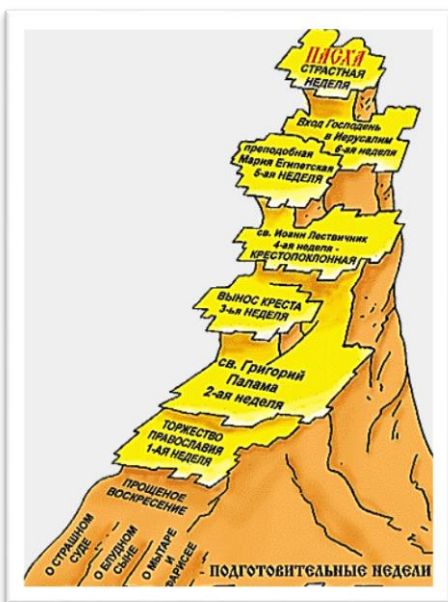 ПАСХА
СТРАСТНАЯ
НЕДЕЛЯ
Вход Господень
в Иерусалим
6-ая неделя
преподобная
Мария Египетская
5-ая НЕДЕЛЯ
св. Иоанн Лествичник
4-ая неделя -
КРЕСТОПОКЛОННАЯ
ВЫНОС КРЕСТА
3-ья НЕДЕЛЯ
св. Григорий
Палама
2-ая неделя
ТОРЖЕСТВО
ПРАВОСЛАВИЯ
1-АЯ НЕДЕЛЯ
ПРОЩЕНОЕ
ВОСКРЕСЕНИЕ
О СТРАШНОМ
СУДЕ
О БЛУДНОМ
СЫНЕ
О МЫТАРЕ
И
ФАРИСЕЕ
- ПОДГОТОВИТЕЛЬНЫЕ НЕДЕЛИ